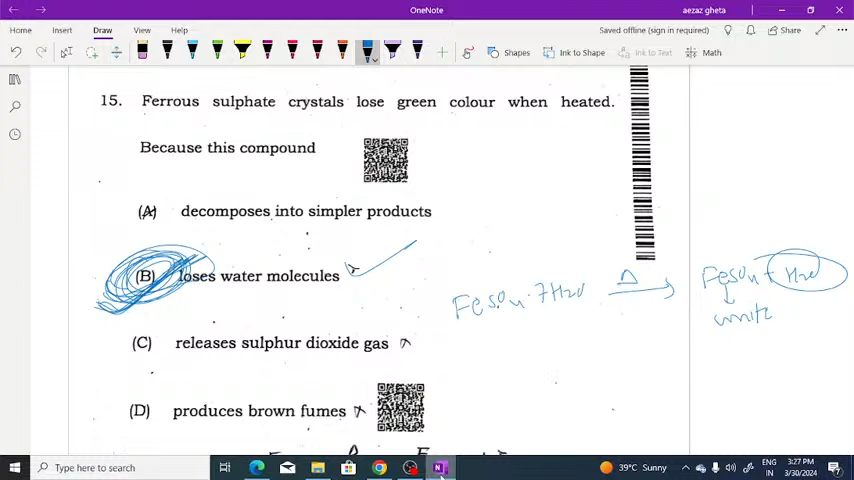 OneNote
aezaz gheta
Home Insert Draw View Help
Saved offline (sign in required)
Share
Shapes
Ink to Shape
Ink to Text
Math
15. Ferrous sulphate crystals lose green colour when heated.
Because this compound
(A) decomposes into simpler products
(B) loses water molecules
FeSO4·7H2O Δ FeSO4 + H2O
white
(C) releases sulphur dioxide gas
(D) produces brown fumes
Type here to search
39°C Sunny
ENG
IN
3:27 PM
3/30/2024
7